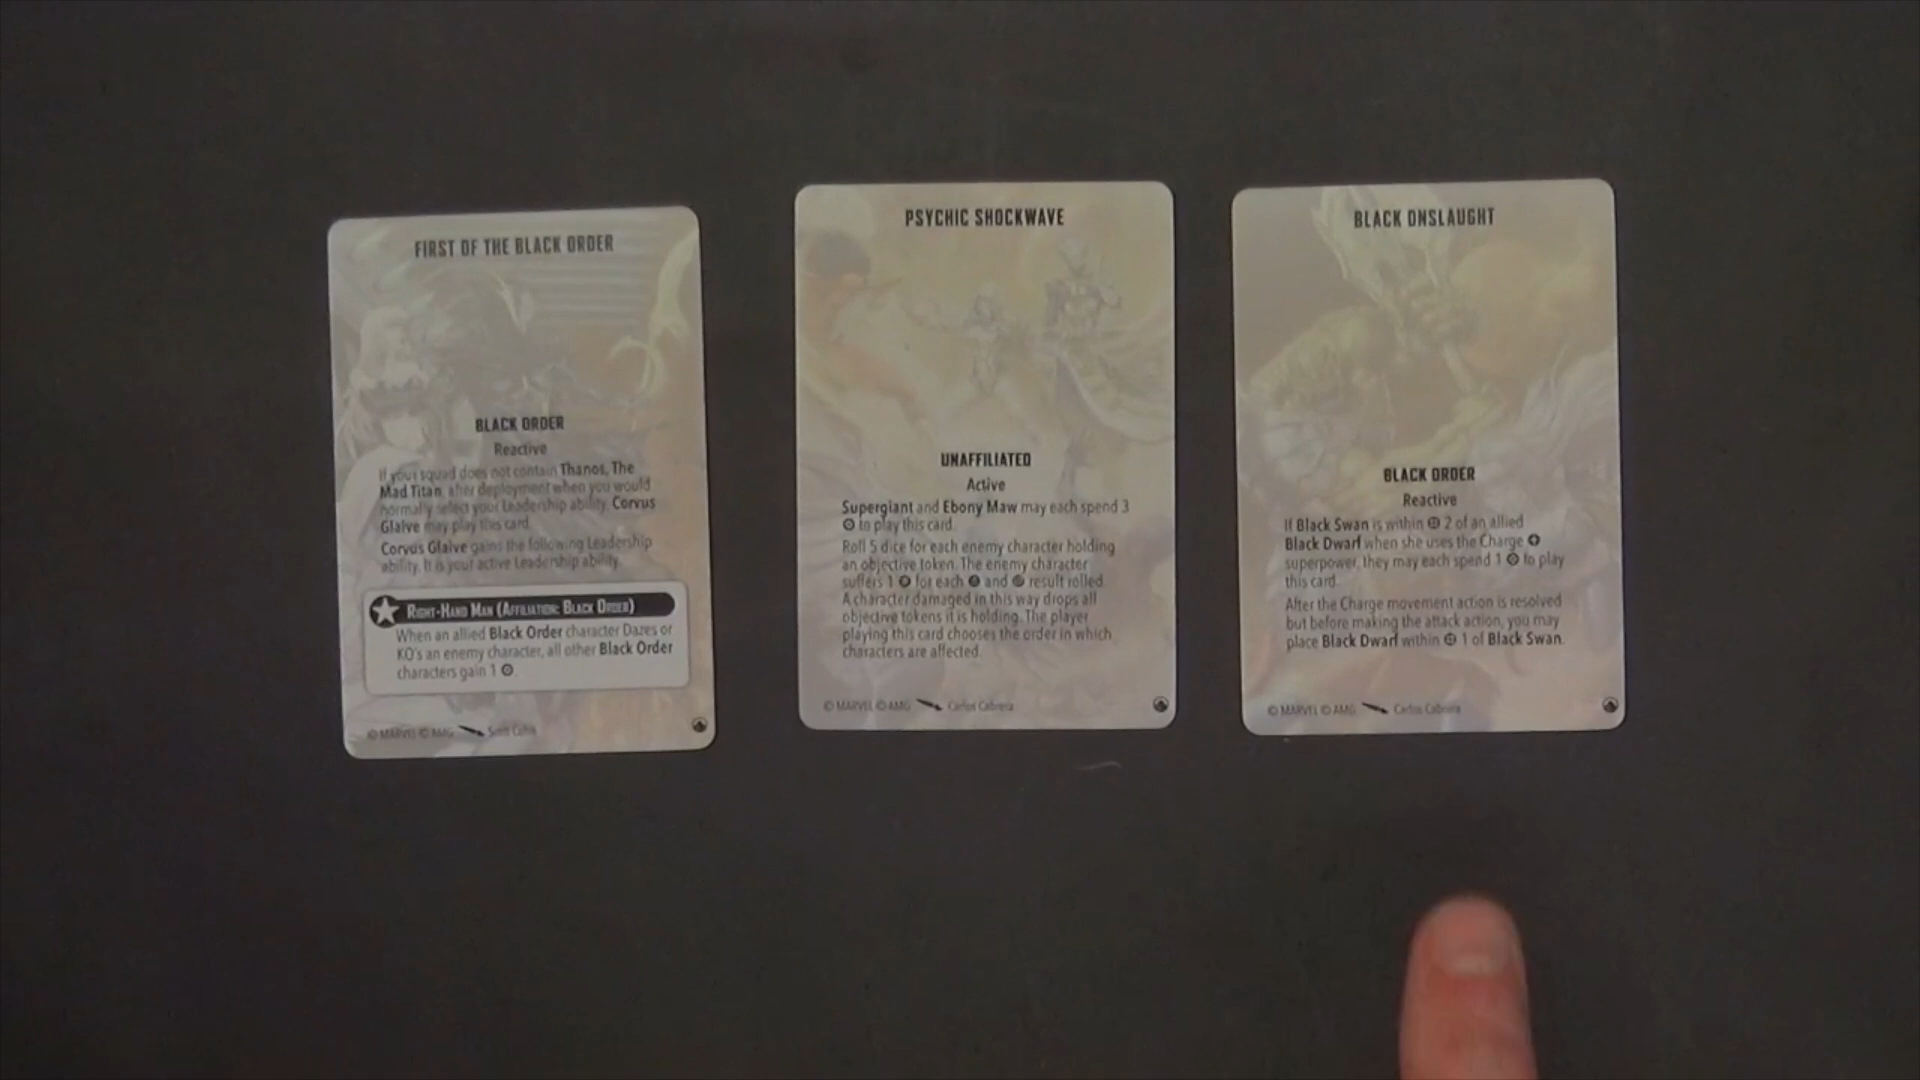 FIRST OF THE BLACK ORDER
BLACK ORDER
Reactive
If your squad does not contain Thanos, The
Mad Titan, after deployment when you would
normally select your Leadership ability, Corvus
Glaive may play this card.
Corvus Glaive gains the following Leadership
ability. It is your active Leadership ability.
RIGHT-HAND MAN (AFFILIATION: BLACK ORDER)
When an allied Black Order character Dazes or
KO's an enemy character, all other Black Order
characters gain 1
© MARVEL © AMG
PSYCHIC SHOCKWAVE
UNAFFILIATED
Active
Supergiant and Ebony Maw may each spend 3
to play this card.
Roll 5 dice for each enemy character holding
an objective token. The enemy character
suffers 1 for each and result rolled.
A character damaged in this way drops all
objective tokens it is holding. The player
playing this card chooses the order in which
characters are affected.
© MARVEL © AMG Carlos Cabrera
BLACK ONSLAUGHT
BLACK ORDER
Reactive
If Black Swan is within 2 of an allied
Black Dwarf when she uses the Charge
superpower, they may each spend 1 to play
this card.
After the Charge movement action is resolved
but before making the attack action, you may
place Black Dwarf within 1 of Black Swan.
© MARVEL © AMG Carlos Cabrera